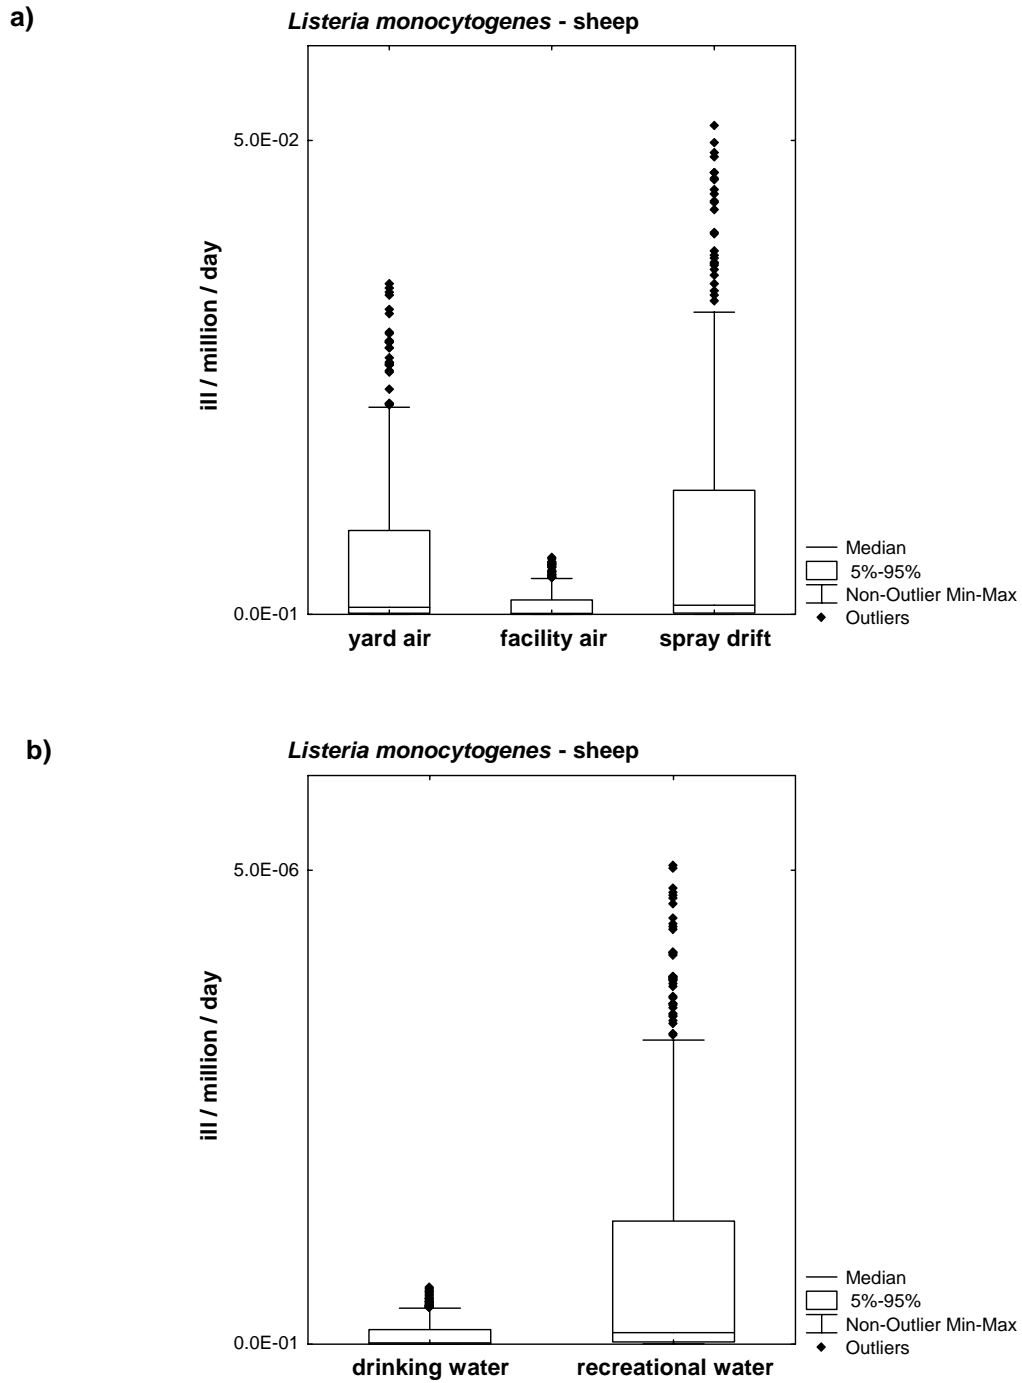 a)
Listeria monocytogenes - sheep
5.0E-02
ill / million / day
0.0E-01
yard air facility air spray drift
Median
5%-95%
Non-Outlier Min-Max
Outliers
b)
Listeria monocytogenes - sheep
5.0E-06
ill / million / day
0.0E-01
drinking water recreational water
Median
5%-95%
Non-Outlier Min-Max
Outliers